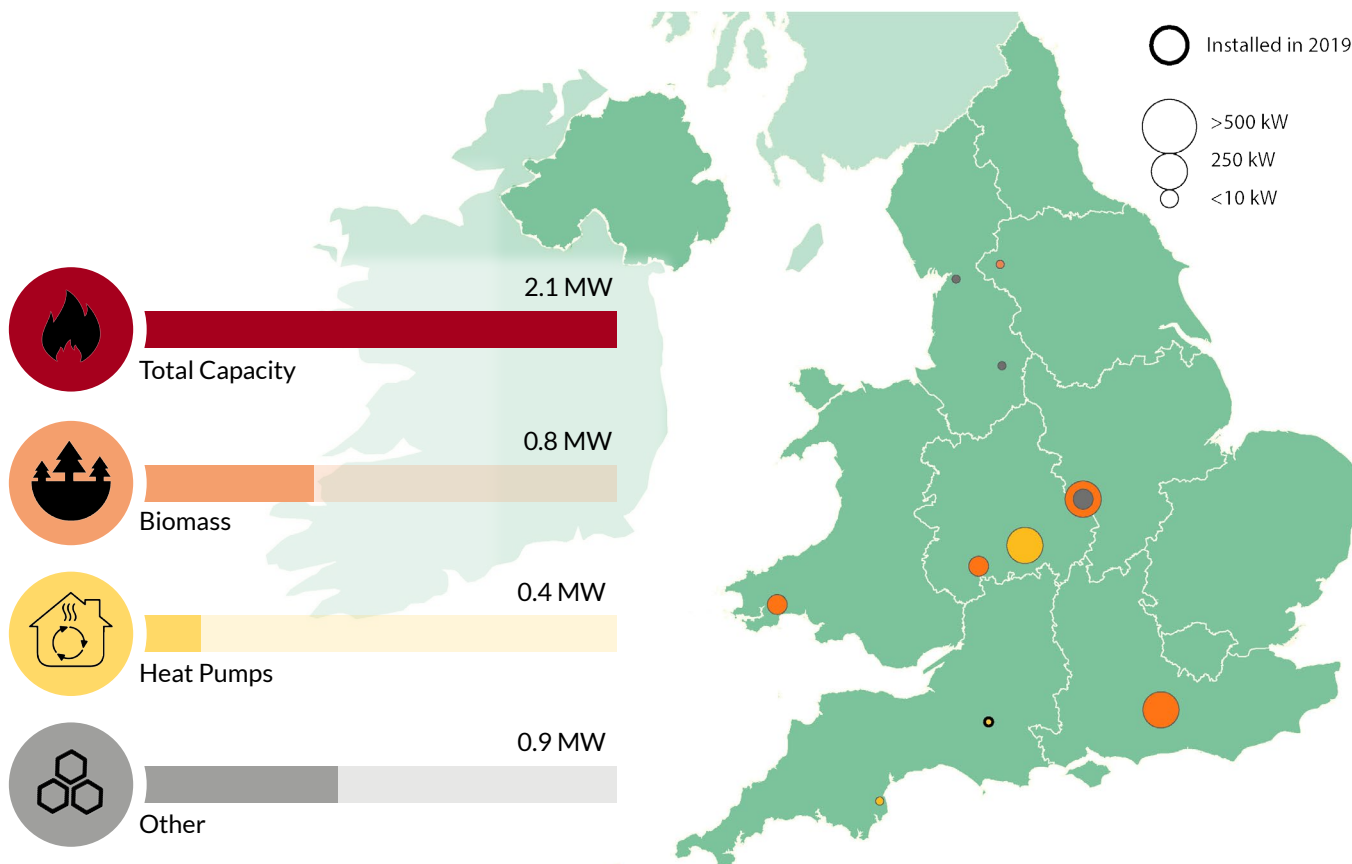 Installed in 2019
>500 kW
250 kW
<10 kW
2.1 MW
Total Capacity
0.8 MW
Biomass
0.4 MW
Heat Pumps
0.9 MW
Other